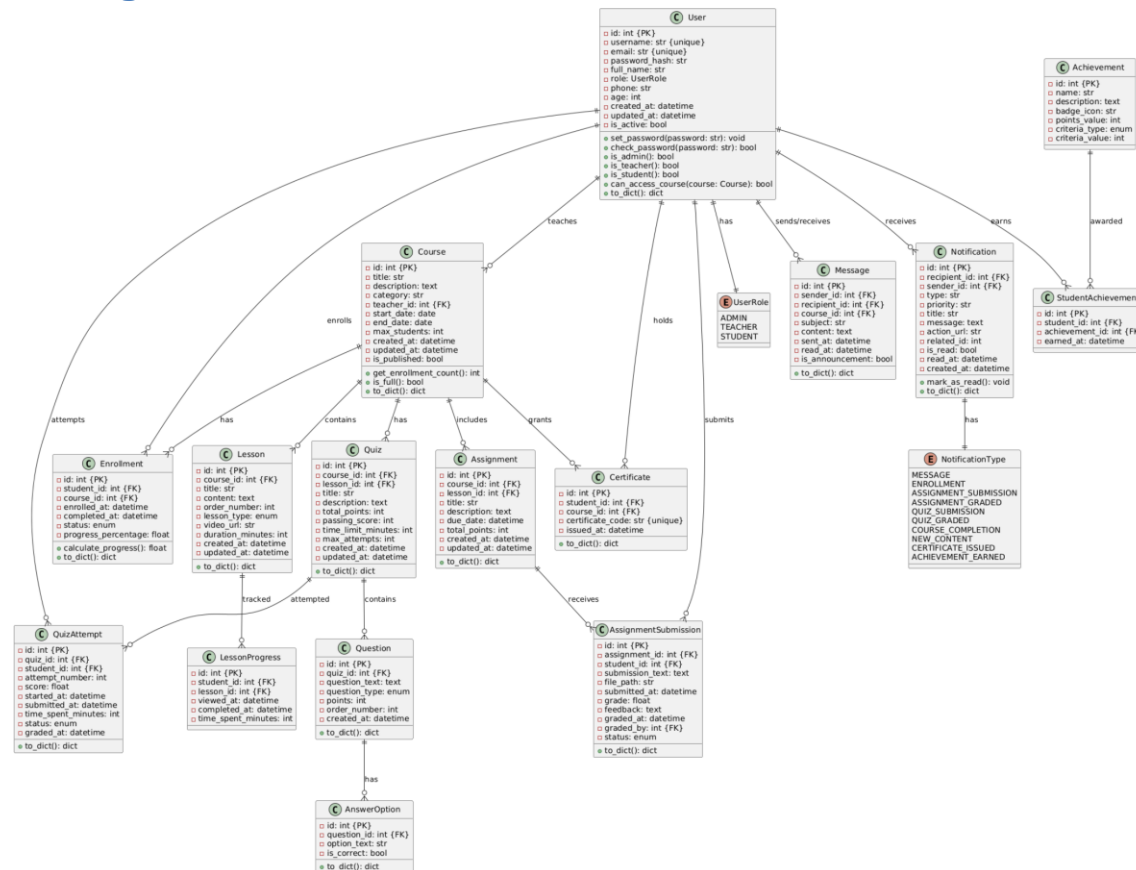 User
id: int {PK}
username: str {unique}
email: str {unique}
password_hash: str
full_name: str
role: UserRole
phone: str
age: int
created_at: datetime
updated_at: datetime
is_active: bool
set_password(password: str): void
check_password(password: str): bool
is_admin(): bool
is_teacher(): bool
is_student(): bool
can_access_course(course: Course): bool
to_dict(): dict
Achievement
id: int {PK}
name: str
description: text
badge_icon: str
points_value: int
criteria_type: enum
criteria_value: int
teaches
has
sends/receives
receives
earns
awarded
Course
id: int {PK}
title: str
description: text
category: str
teacher_id: int {FK}
start_date: date
end_date: date
max_students: int
created_at: datetime
updated_at: datetime
is_published: bool
get_enrollment_count(): int
is_full(): bool
to_dict(): dict
UserRole
ADMIN
TEACHER
STUDENT
Message
id: int {PK}
sender_id: int {FK}
recipient_id: int {FK}
course_id: int {FK}
subject: str
content: text
sent_at: datetime
read_at: datetime
is_announcement: bool
to_dict(): dict
Notification
id: int {PK}
recipient_id: int {FK}
sender_id: int {FK}
type: str
priority: str
title: str
message: text
action_url: str
related_id: int
is_read: bool
read_at: datetime
created_at: datetime
mark_as_read(): void
to_dict(): dict
StudentAchievement
id: int {PK}
student_id: int {FK}
achievement_id: int {FK
earned_at: datetime
enrolls
holds
attempts
has
contains
has
includes
grants
submits
has
Enrollment
id: int {PK}
student_id: int {FK}
course_id: int {FK}
enrolled_at: datetime
completed_at: datetime
status: enum
progress_percentage: float
calculate_progress(): float
to_dict(): dict
Lesson
id: int {PK}
course_id: int {FK}
title: str
content: text
order_number: int
lesson_type: enum
video_url: str
duration_minutes: int
created_at: datetime
updated_at: datetime
to_dict(): dict
Quiz
id: int {PK}
course_id: int {FK}
lesson_id: int {FK}
title: str
description: text
total_points: int
passing_score: int
time_limit_minutes: int
max_attempts: int
created_at: datetime
updated_at: datetime
to_dict(): dict
Assignment
id: int {PK}
course_id: int {FK}
lesson_id: int {FK}
title: str
description: text
due_date: datetime
total_points: int
created_at: datetime
updated_at: datetime
to_dict(): dict
Certificate
id: int {PK}
student_id: int {FK}
course_id: int {FK}
certificate_code: str {unique}
issued_at: datetime
to_dict(): dict
NotificationType
MESSAGE
ENROLLMENT
ASSIGNMENT_SUBMISSION
ASSIGNMENT_GRADED
QUIZ_SUBMISSION
QUIZ_GRADED
COURSE_COMPLETION
NEW_CONTENT
CERTIFICATE_ISSUED
ACHIEVEMENT_EARNED
tracked
attempted
contains
receives
QuizAttempt
id: int {PK}
quiz_id: int {FK}
student_id: int {FK}
attempt_number: int
score: float
started_at: datetime
submitted_at: datetime
time_spent_minutes: int
status: enum
graded_at: datetime
to_dict(): dict
LessonProgress
id: int {PK}
student_id: int {FK}
lesson_id: int {FK}
viewed_at: datetime
completed_at: datetime
time_spent_minutes: int
Question
id: int {PK}
quiz_id: int {FK}
question_text: text
question_type: enum
points: int
order_number: int
created_at: datetime
to_dict(): dict
AssignmentSubmission
id: int {PK}
assignment_id: int {FK}
student_id: int {FK}
submission_text: text
file_path: str
submitted_at: datetime
grade: float
feedback: text
graded_at: datetime
graded_by: int {FK}
status: enum
to_dict(): dict
has
AnswerOption
id: int {PK}
question_id: int {FK}
option_text: str
is_correct: bool
to_dict(): dict